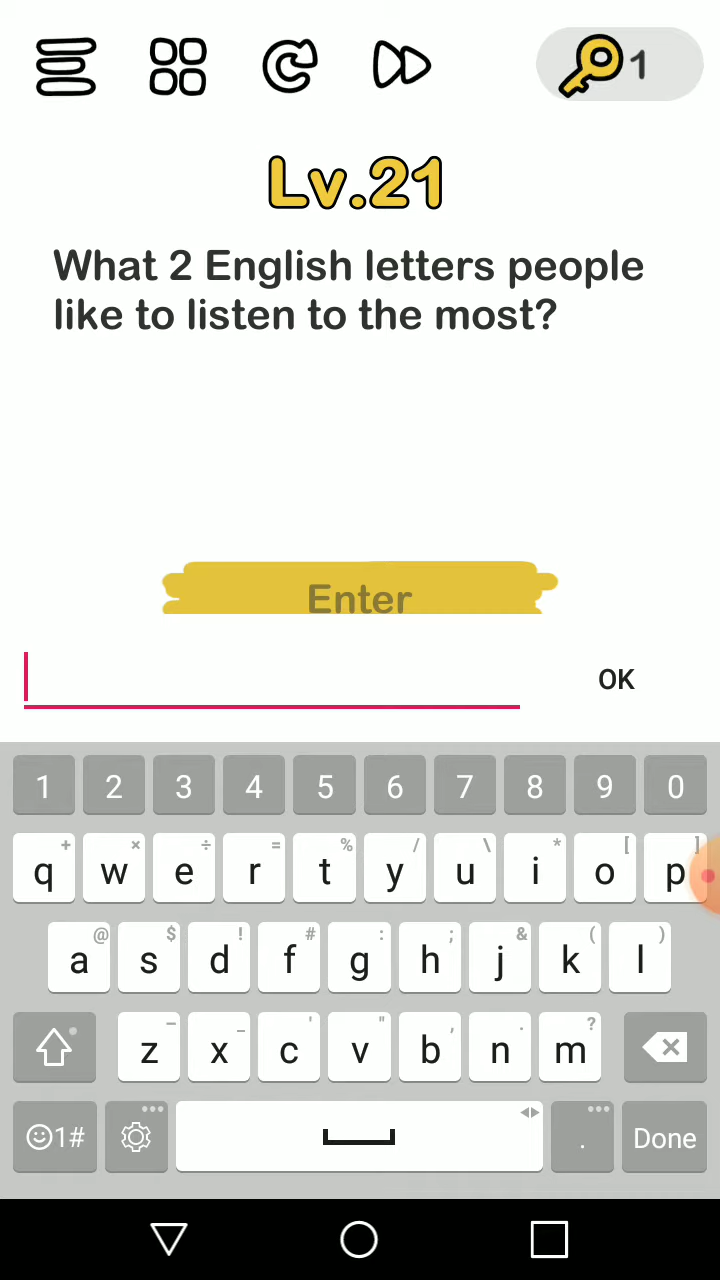 1
Lv.21
What 2 English letters people
like to listen to the most?
Enter
OK
1 2 3 4 5 6 7 8 9 0
+ × ÷ = % / \ * [ ]
q w e r t y u i o p
@ $ ! # : ; & ( )
a s d f g h j k l
– _ ' " , . ?
z x c v b n m
1# ... ... . Done